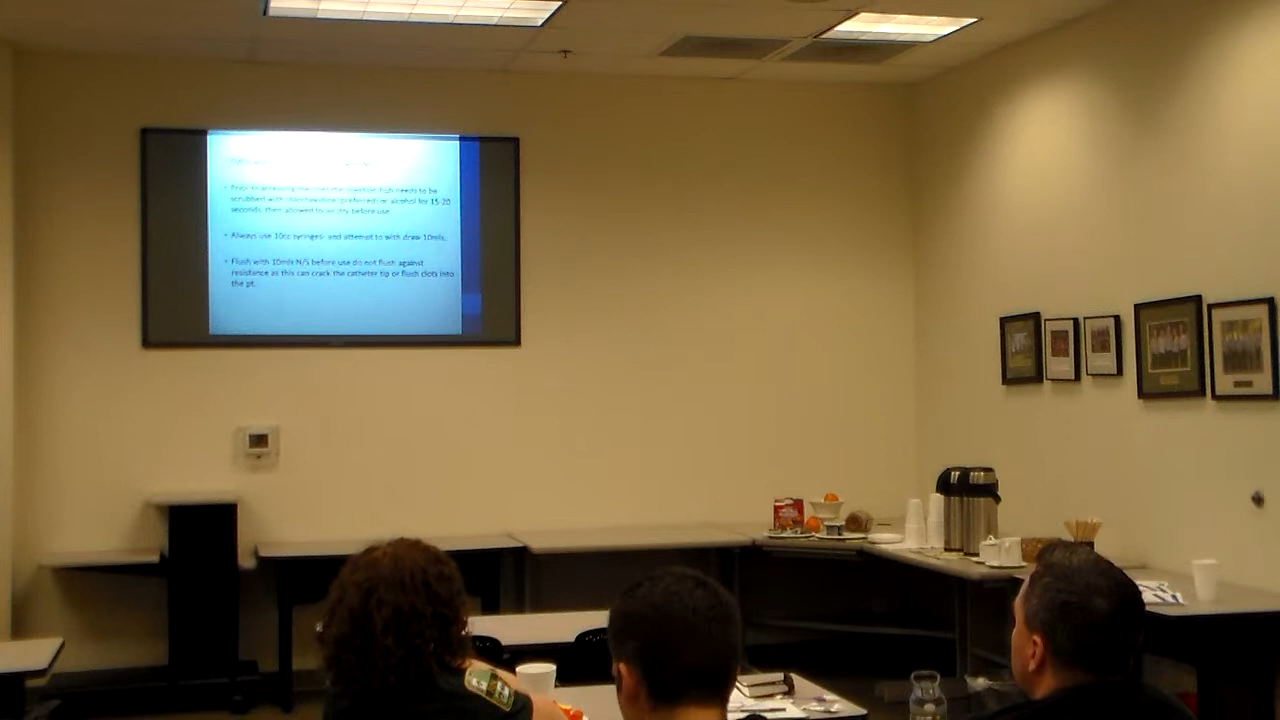 • Prior to accessing the line the injection hub needs to be
scrubbed with (preferred) or alcohol for 15-20
seconds, then allowed to air dry before use.
• Always use 10cc syringes- and attempt to with draw 10mls.
• Flush with 10mls N/S before use do not flush against
resistance as this can crack the catheter tip or flush clots into
the pt.